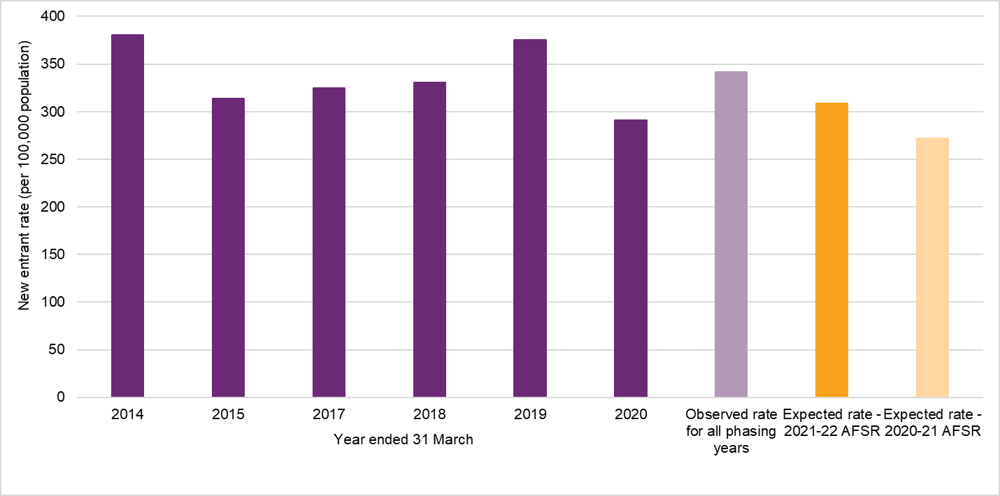 New entrant rate (per 100,000 population)
400
350
300
250
200
150
100
50
0
2014
2015
2017
2018
2019
2020
Observed rate
for all phasing
years
Expected rate -
2021-22 AFSR
Expected rate -
2020-21 AFSR
Year ended 31 March